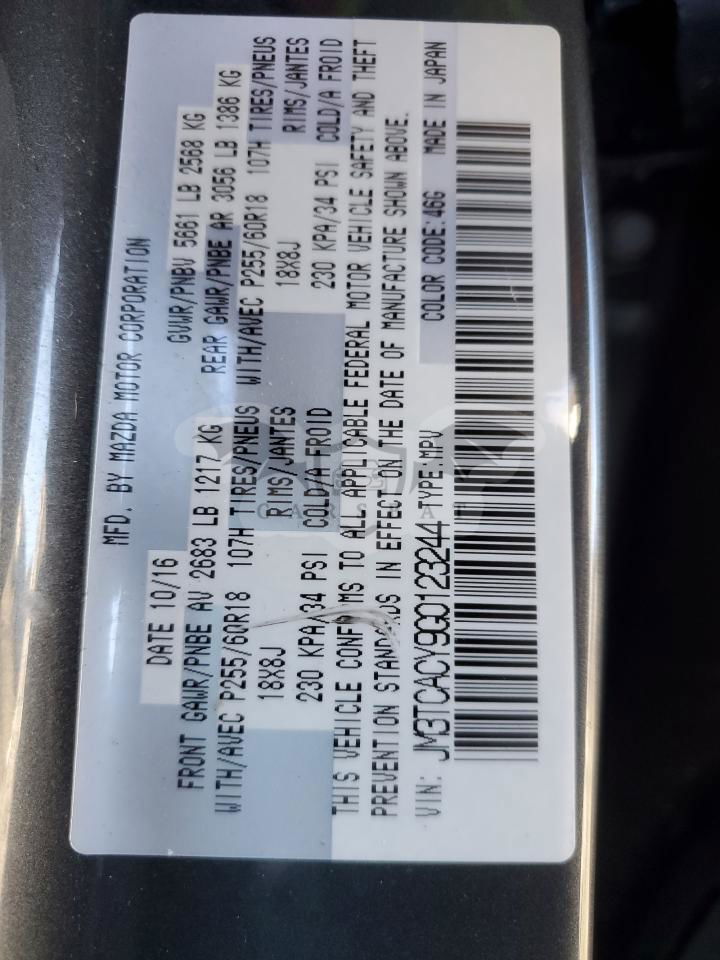 MFD. BY MAZDA MOTOR CORPORATION
DATE 10/16 GVWR/PNBV 5661 LB 2568 KG
FRONT GAWR/PNBE AV 2683 LB 1217 KG REAR GAWR/PNBE AR 3056 LB 1386 KG
WITH/AVEC P255/60R18 107H TIRES/PNEUS WITH/AVEC P255/60R18 107H TIRES/PNEUS
18X8J RIMS/JANTES 18X8J RIMS/JANTES
230 KPA/34 PSI COLD/A FROID 230 KPA/34 PSI COLD/A FROID
THIS VEHICLE CONFORMS TO ALL APPLICABLE FEDERAL MOTOR VEHICLE SAFETY AND THEFT
PREVENTION STANDARDS IN EFFECT ON THE DATE OF MANUFACTURE SHOWN ABOVE.
VIN: JM3TCACY9G0123244 TYPE:MPV COLOR CODE:46G MADE IN JAPAN
CARSBAT